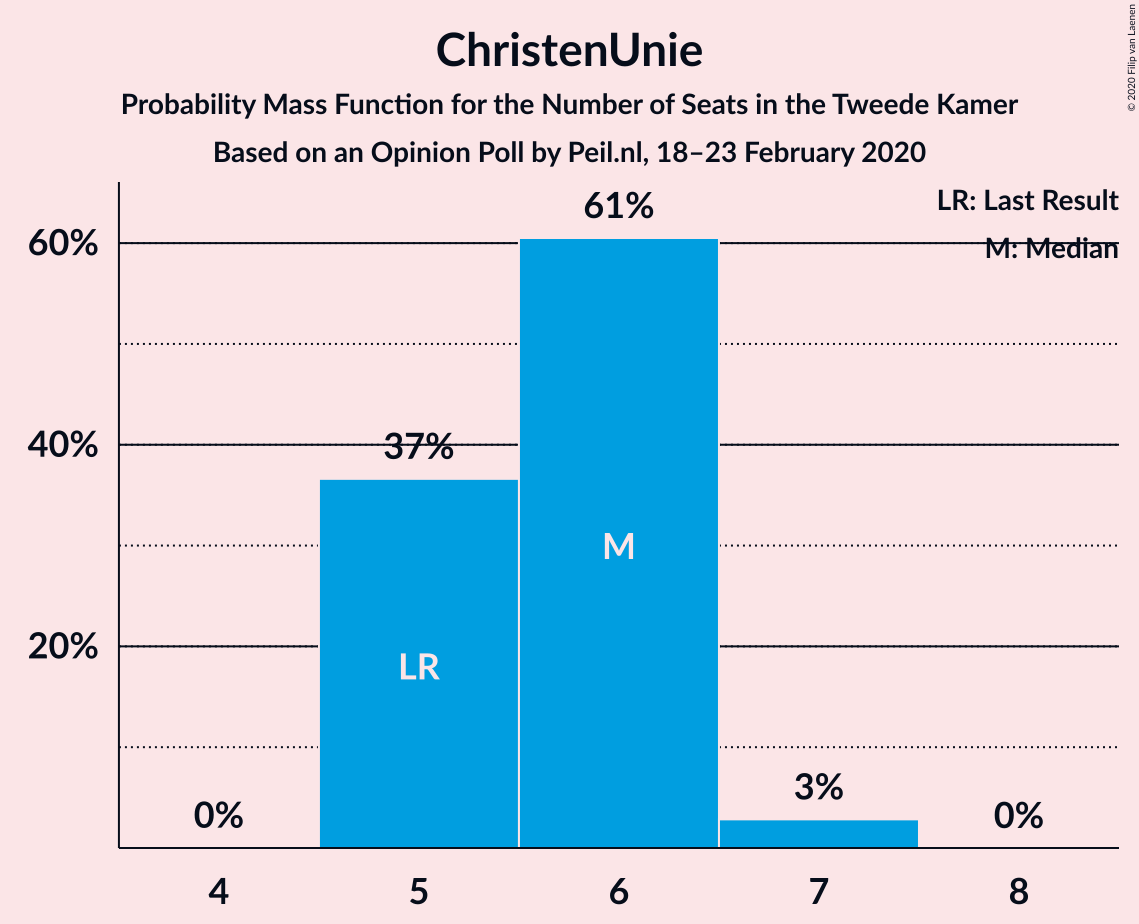 ChristenUnie
Probability Mass Function for the Number of Seats in the Tweede Kamer
Based on an Opinion Poll by Peil.nl, 18–23 February 2020
© 2020 Filip van Laenen
LR: Last Result
M: Median
60%
40%
20%
0%
37%
61%
3%
0%
LR
M
4
5
6
7
8